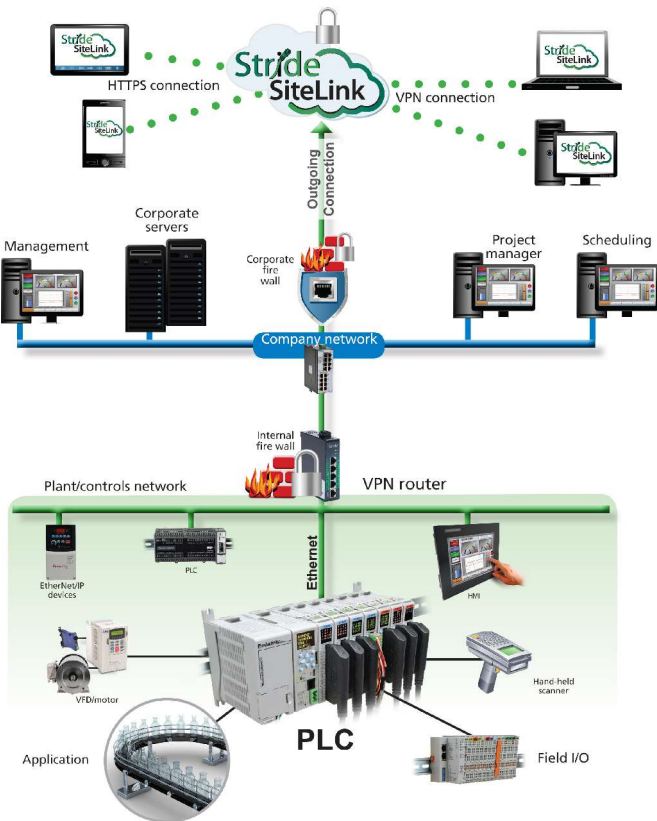 Stride
SiteLink
Stride
SiteLink
Stride
SiteLink
HTTPS connection
VPN connection
Stride
SiteLink
Stride
SiteLink
Outgoing
Connection
Corporate
servers
Management
Corporate
fire
wall
Project
manager
Scheduling
Company network
Internal
fire wall
Plant/controls network
VPN router
EtherNet/IP
devices
PLC
Ethernet
HMI
VFD/motor
Hand-held
scanner
PLC
Application
Field I/O